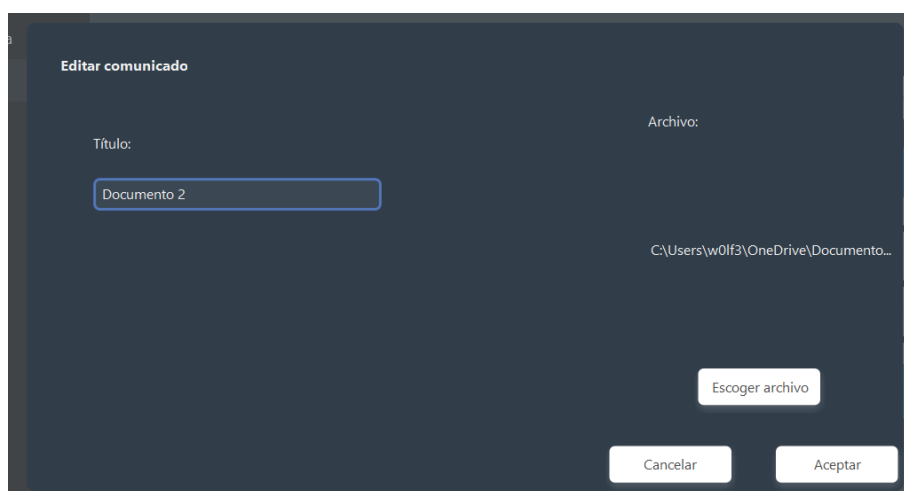 a
Editar comunicado
Archivo:
Título:
Documento 2
C:\Users\w0lf3\OneDrive\Documento...
Escoger archivo
Cancelar
Aceptar